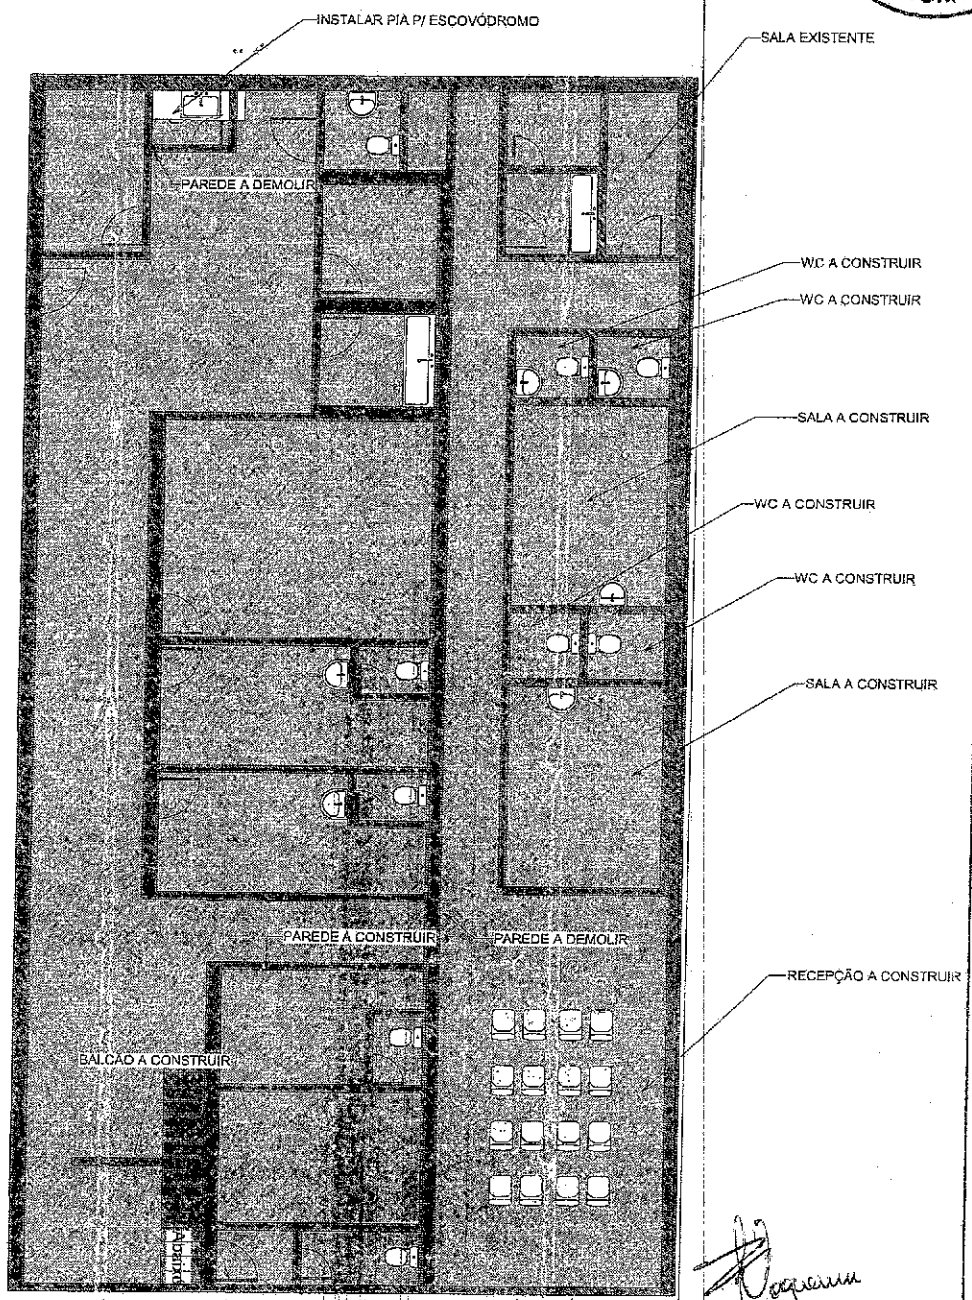 INSTALAR PIA P/ ESCOVÓDROMO
SALA EXISTENTE
PAREDE A DEMOLIR
WC A CONSTRUIR
WC A CONSTRUIR
SALA A CONSTRUIR
WC A CONSTRUIR
WC A CONSTRUIR
SALA A CONSTRUIR
PAREDE A CONSTRUIR
PAREDE A DEMOLIR
RECEPÇÃO A CONSTRUIR
BALCÃO A CONSTRUIR
Abaixo